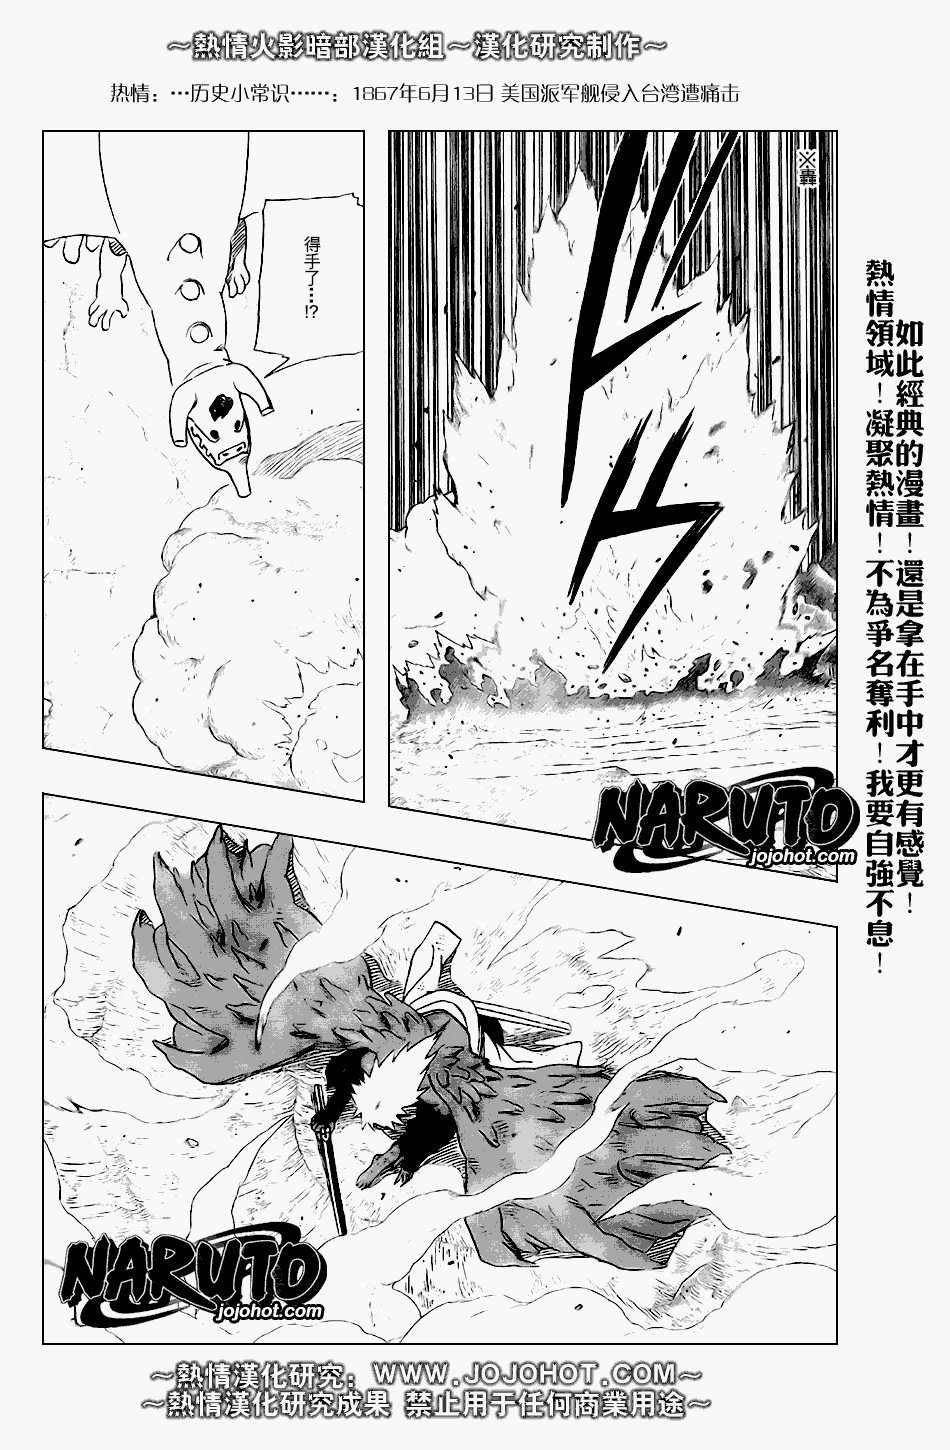 ～熱情火影暗部漢化組～漢化研究制作～
热情：…历史小常识……：1867年6月13日 美国派军舰侵入台湾遭痛击
※轟
ドド
得手了…!?
如此經典的漫畫！還是拿在手中才更有感覺！
熱情領域！凝聚熱情！不為爭名奪利！我要自強不息！
NARUTO
jojohot.com
NARUTO
jojohot.com
～熱情漢化研究：WWW.JOJOHOT.COM～
～熱情漢化研究成果 禁止用于任何商業用途～